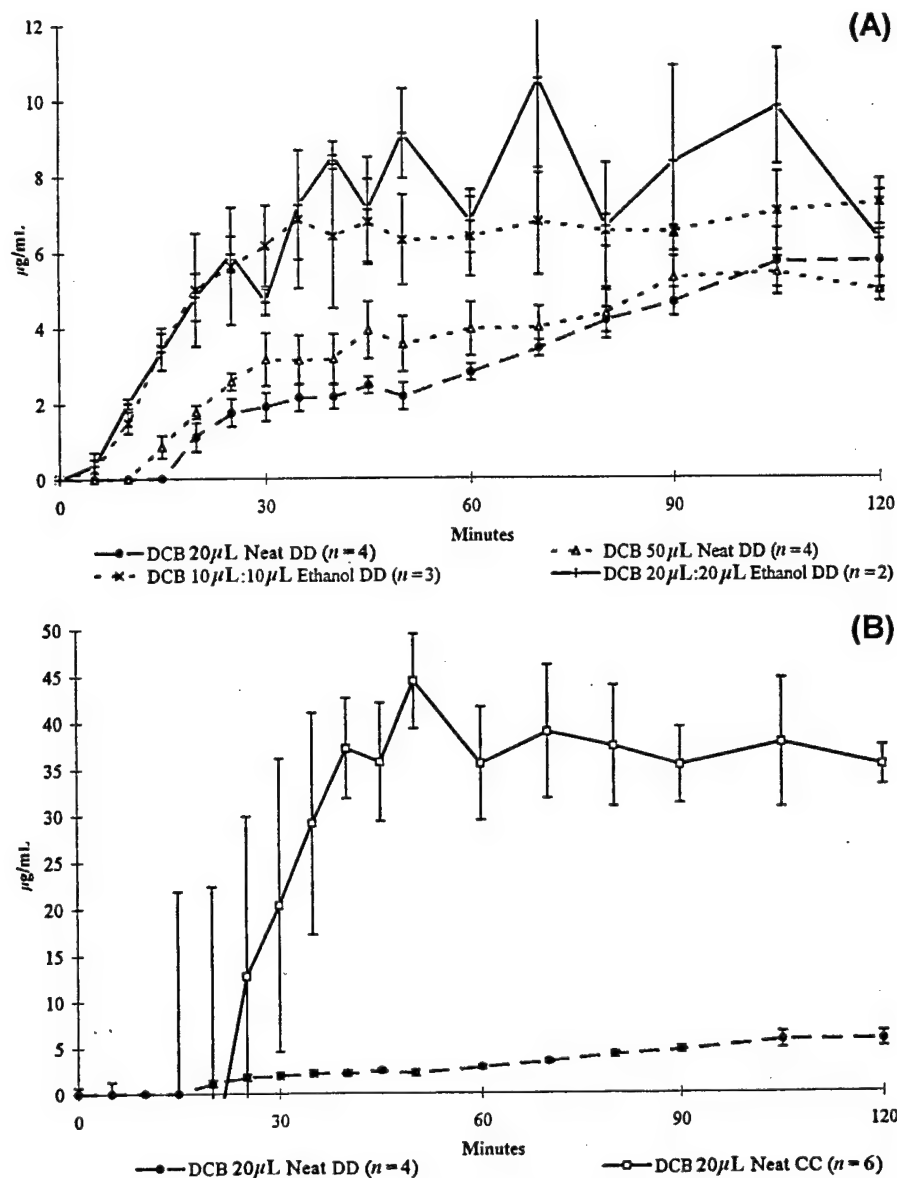 (A)
12
10
8
6
4
2
0
µg/mL
0 30 60 90 120
Minutes
DCB 20µL Neat DD (n=4) DCB 50µL Neat DD (n=4)
DCB 10µL:10µL Ethanol DD (n=3) DCB 20µL:20µL Ethanol DD (n=2)
(B)
50
45
40
35
30
25
20
15
10
5
0
µg/mL
0 30 60 90 120
Minutes
DCB 20µL Neat DD (n=4) DCB 20µL Neat CC (n=6)